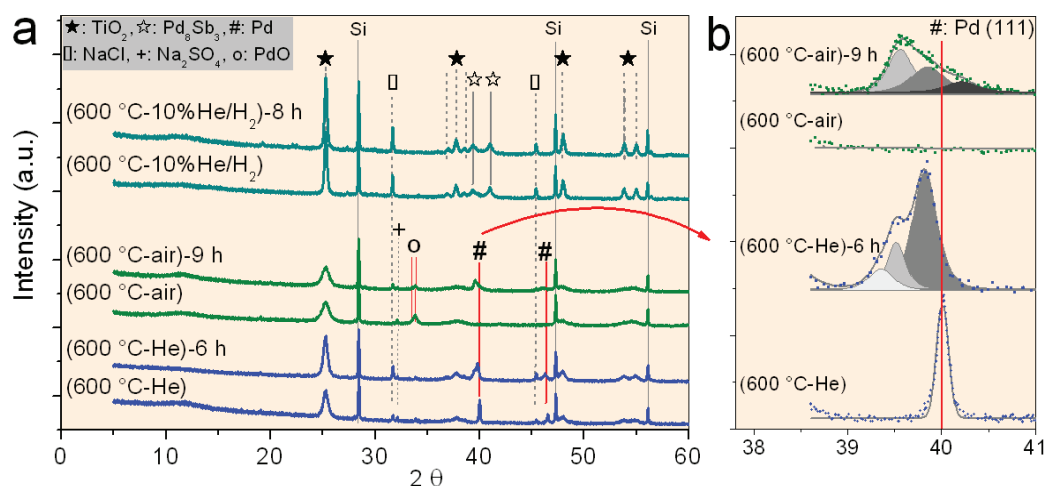 a
★: TiO₂, ☆: Pd₈Sb₃, #: Pd
▯: NaCl, +: Na₂SO₄, o: PdO
Si
Si
Si
★
▯
★
☆ ☆
▯
★
★
(600 °C-10%He/H₂)-8 h
(600 °C-10%He/H₂)
+
o
#
#
(600 °C-air)-9 h
(600 °C-air)
(600 °C-He)-6 h
(600 °C-He)
Intensity (a.u.)
0 10 20 30 40 50 60
2 θ
b
#: Pd (111)
(600 °C-air)-9 h
(600 °C-air)
(600 °C-He)-6 h
(600 °C-He)
38 39 40 41